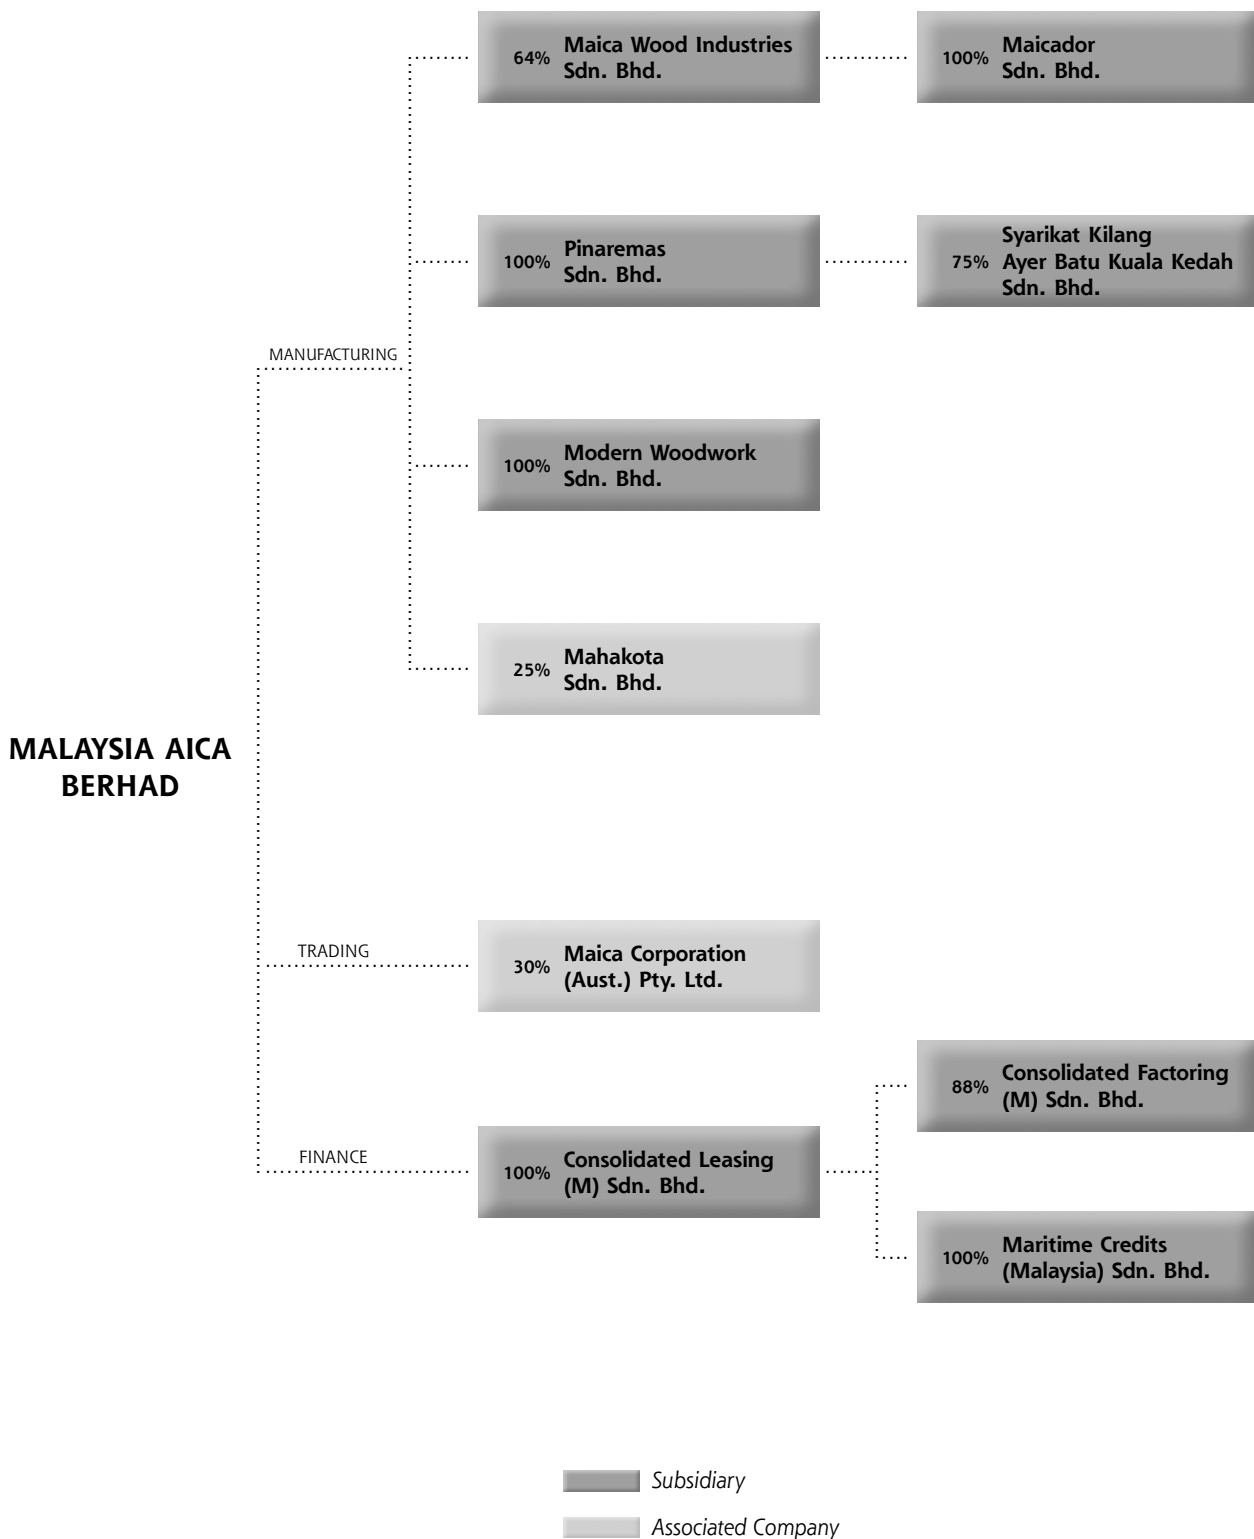 64% Maica Wood Industries
Sdn. Bhd.
100% Maicador
Sdn. Bhd.
100% Pinaremas
Sdn. Bhd.
Syarikat Kilang
75% Ayer Batu Kuala Kedah
Sdn. Bhd.
MANUFACTURING
100% Modern Woodwork
Sdn. Bhd.
25% Mahakota
Sdn. Bhd.
MALAYSIA AICA
BERHAD
TRADING
30% Maica Corporation
(Aust.) Pty. Ltd.
88% Consolidated Factoring
(M) Sdn. Bhd.
FINANCE
100% Consolidated Leasing
(M) Sdn. Bhd.
100% Maritime Credits
(Malaysia) Sdn. Bhd.
Subsidiary
Associated Company